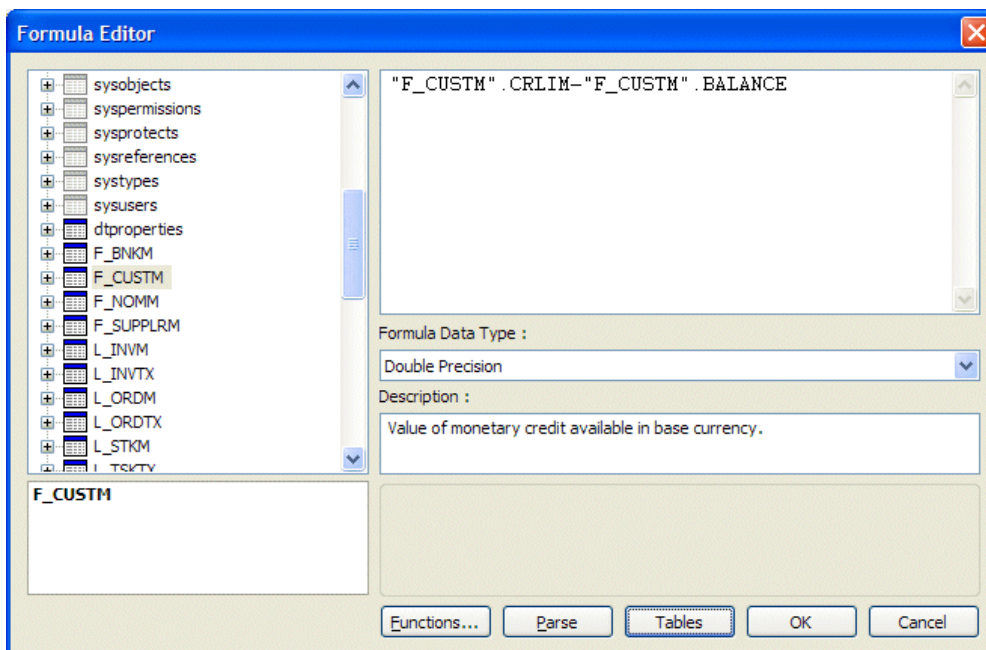 Formula Editor
sysobjects
syspermissions
sysprotects
sysreferences
systypes
sysusers
dtproperties
F_BNKM
F_CUSTM
F_NOMM
F_SUPPLRM
L_INVM
L_INVTX
L_ORDM
L_ORDTX
L_STKM
L_TSKTX
F_CUSTM
"F_CUSTM".CRLIM-"F_CUSTM".BALANCE
Formula Data Type :
Double Precision
Description :
Value of monetary credit available in base currency.
Functions... Parse Tables OK Cancel